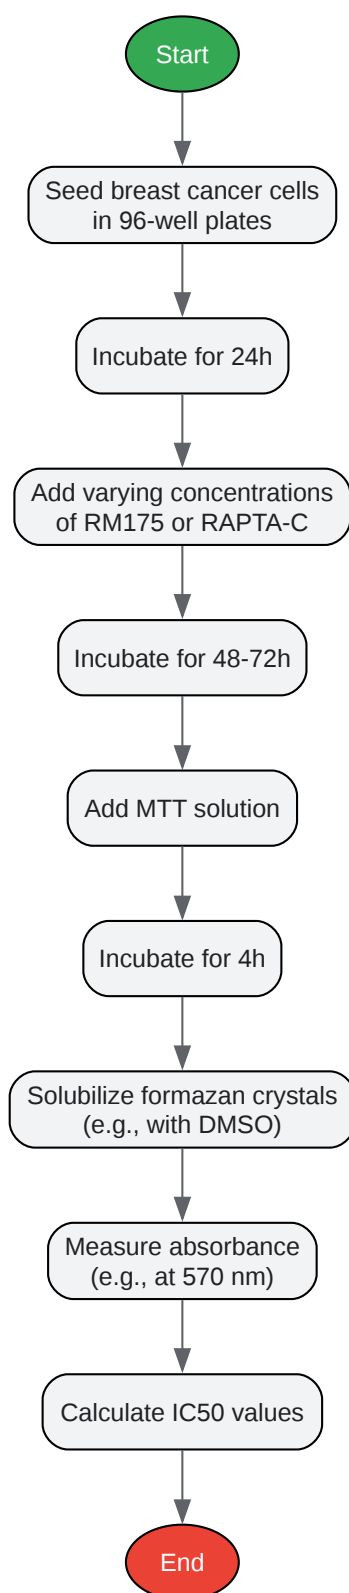 Start
Seed breast cancer cells
in 96-well plates
Incubate for 24h
Add varying concentrations
of RM175 or RAPTA-C
Incubate for 48-72h
Add MTT solution
Incubate for 4h
Solubilize formazan crystals
(e.g., with DMSO)
Measure absorbance
(e.g., at 570 nm)
Calculate IC50 values
End